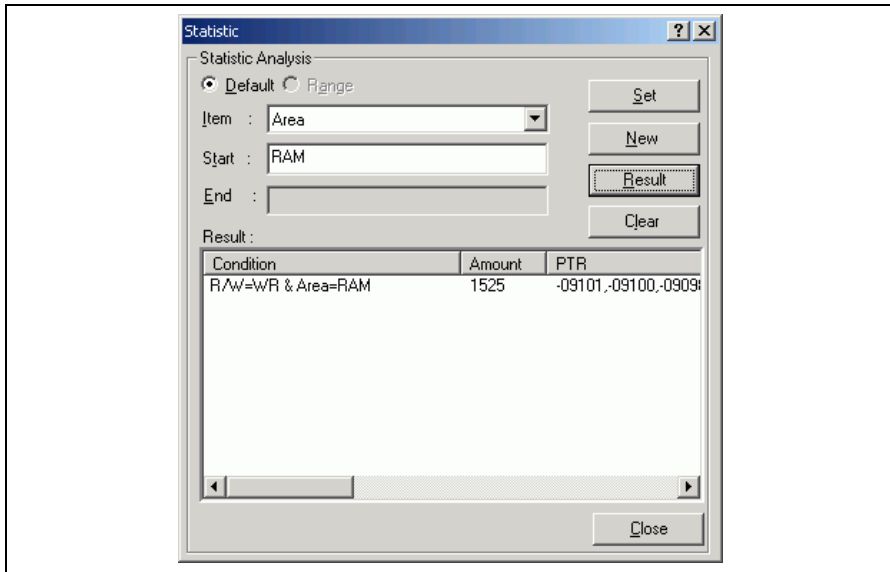 Statistic
Statistic Analysis
Default Range
Set
Item : Area
New
Start : RAM
Result
End :
Clear
Result :
Condition Amount PTR
R/W=WR & Area=RAM 1525 -09101,-09100,-0909
Close